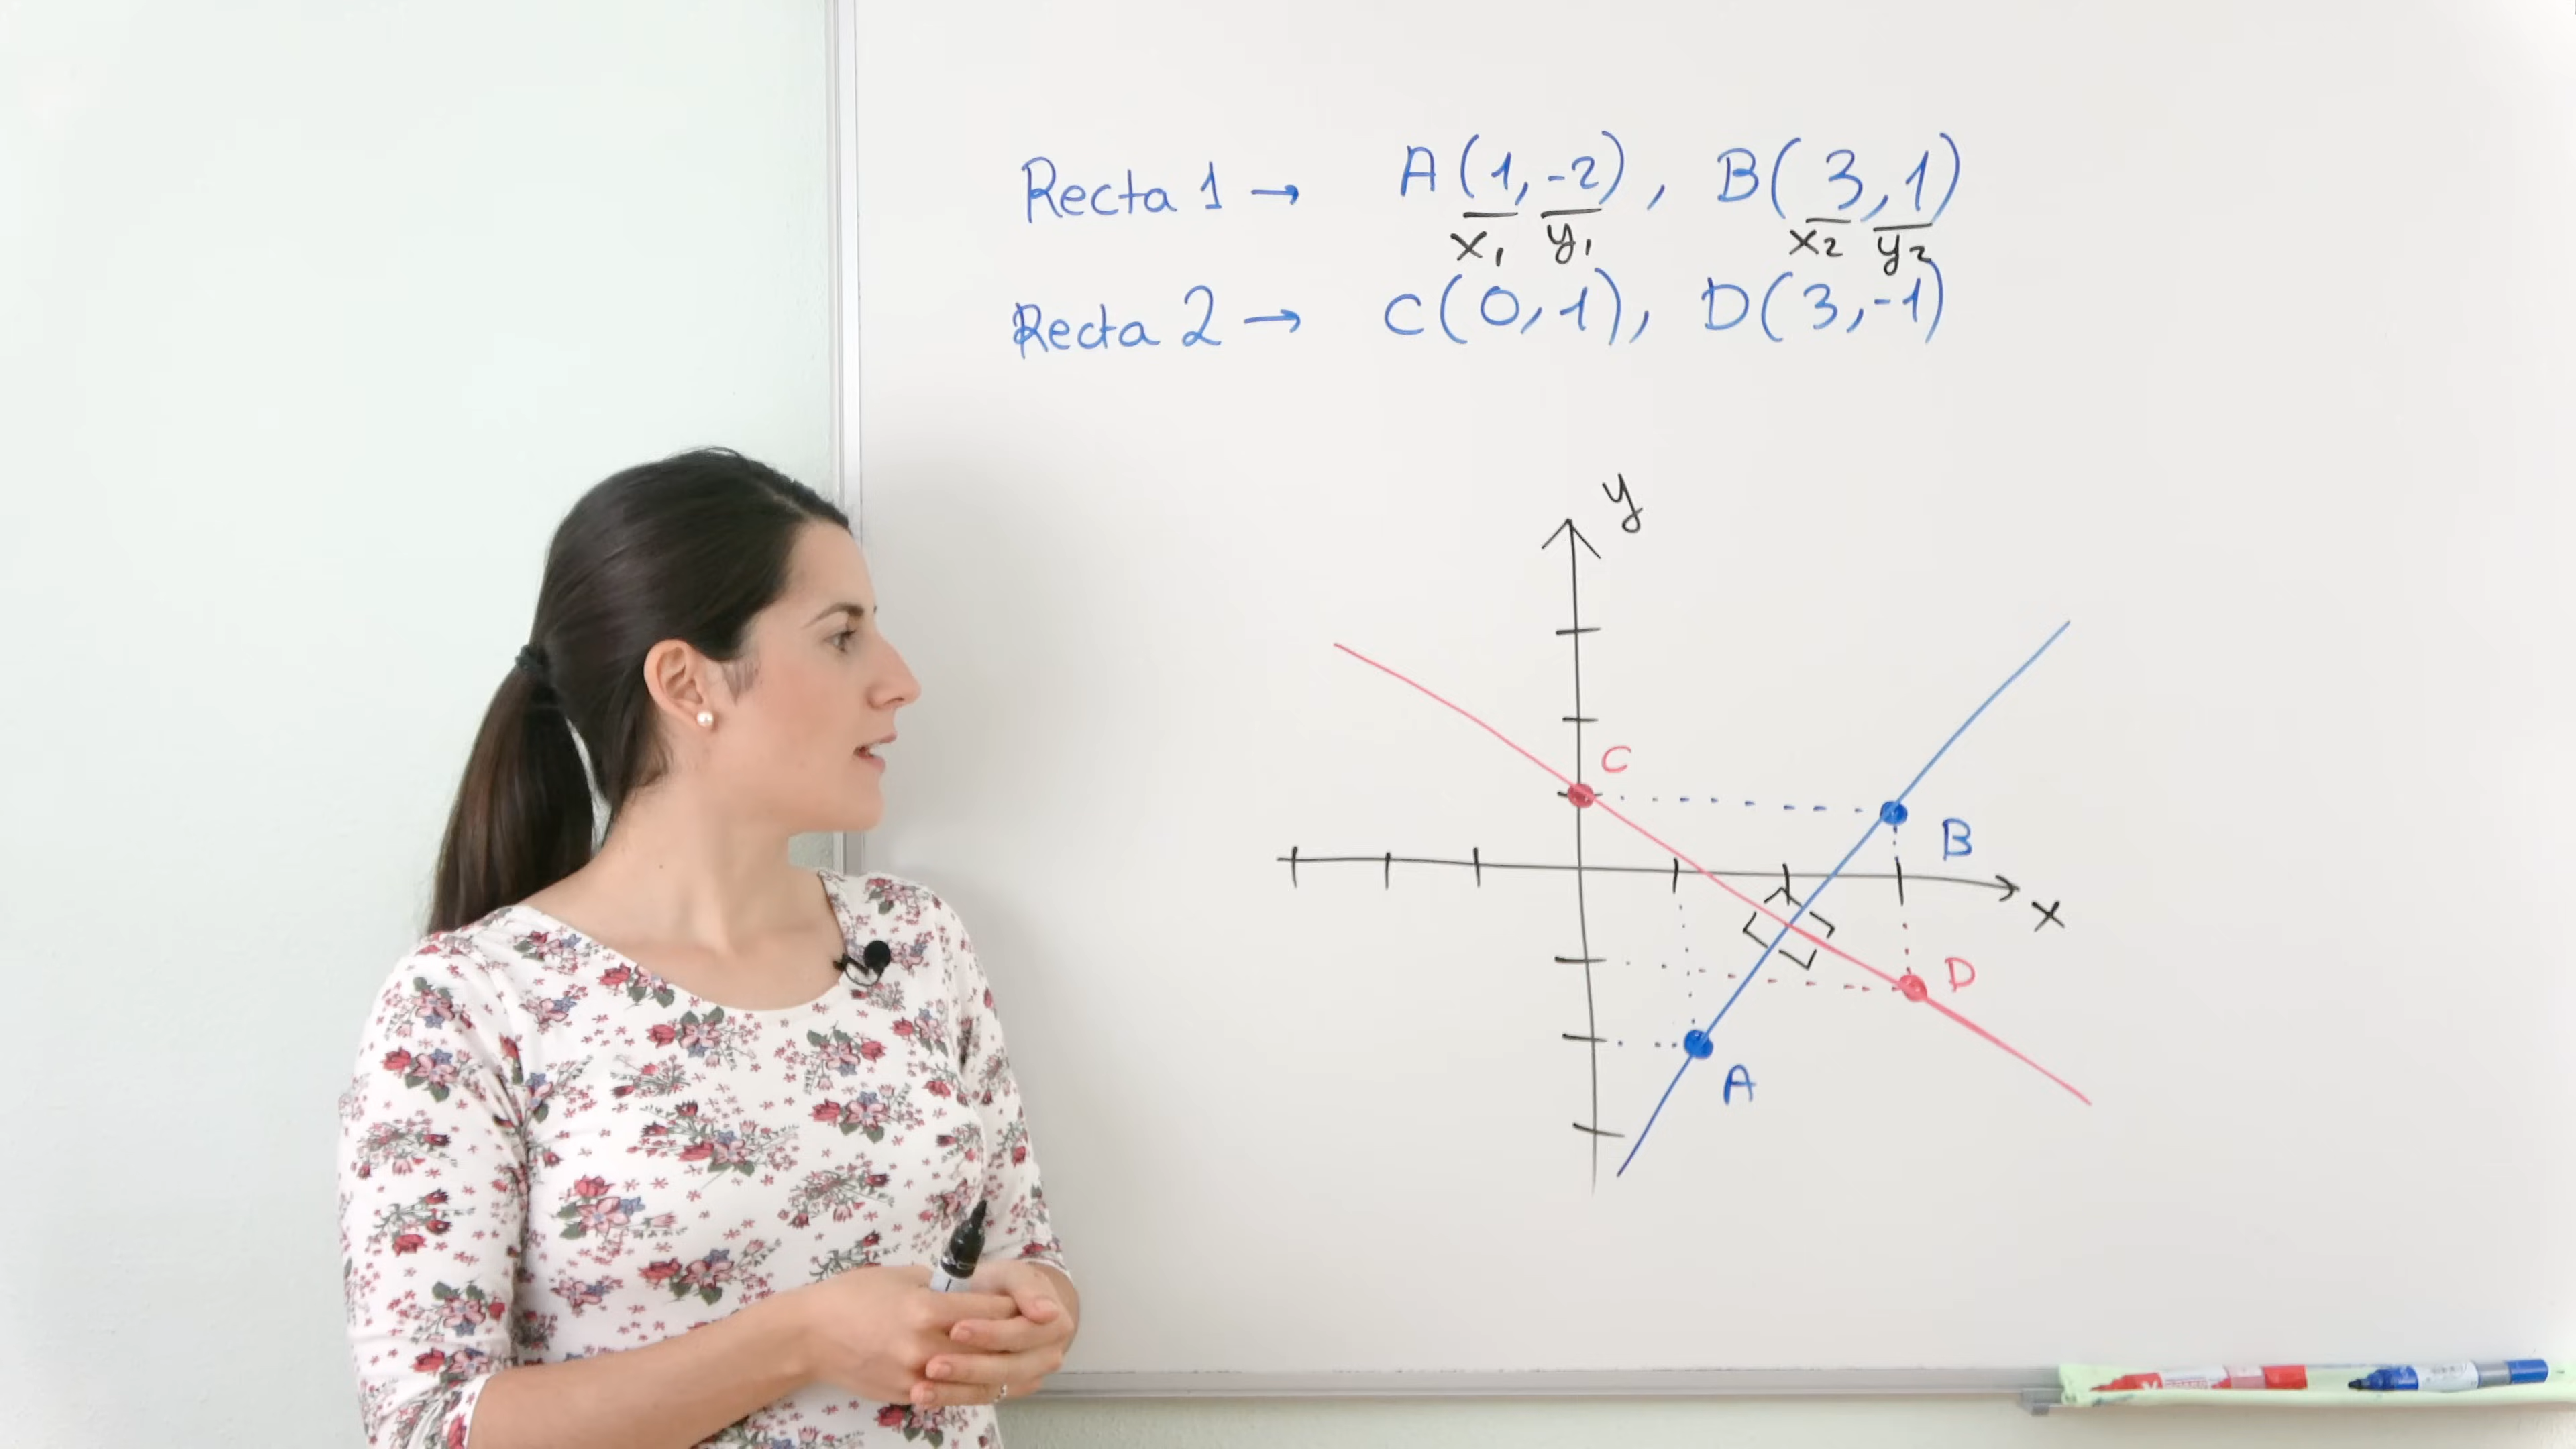 Recta 1 → A(1,-2), B(3,1)
x₁ y₁ x₂ y₂
Recta 2 → C(0,1), D(3,-1)
y
C
B
x
D
A